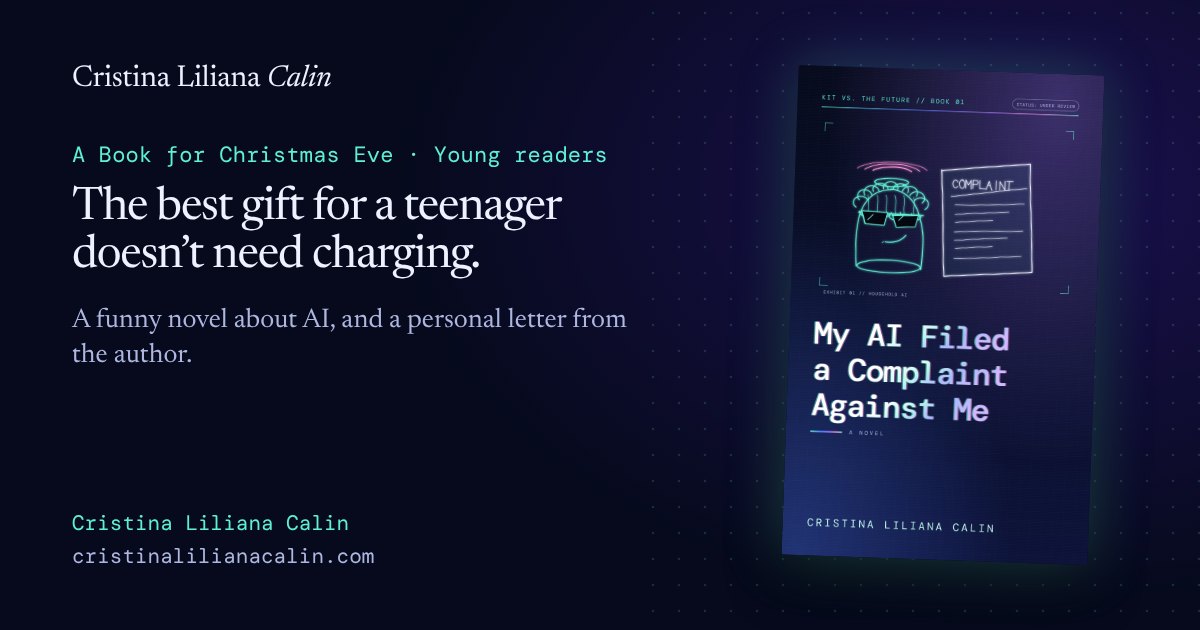 Cristina Liliana Calin
A Book for Christmas Eve · Young readers
The best gift for a teenager
doesn’t need charging.
A funny novel about AI, and a personal letter from
the author.
Cristina Liliana Calin
cristinalilianacalin.com
KIT VS. THE FUTURE // BOOK 01
STATUS: UNDER REVIEW
COMPLAINT
EXHIBIT 01 // HOUSEHOLD AI
My AI Filed
a Complaint
Against Me
A NOVEL
CRISTINA LILIANA CALIN